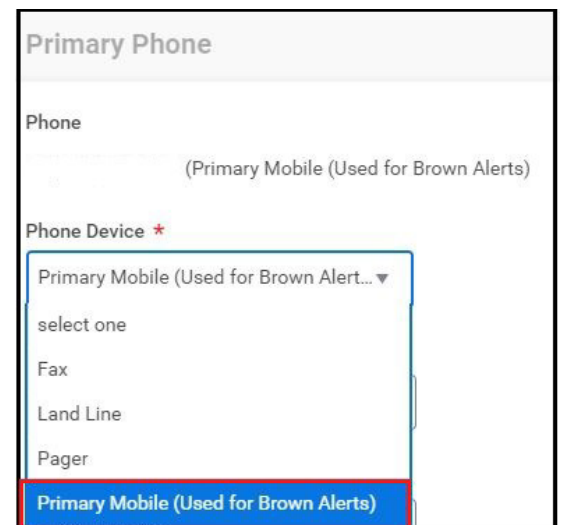 Primary Phone
Phone
(Primary Mobile (Used for Brown Alerts)
Phone Device *
Primary Mobile (Used for Brown Alert... ▼
select one
Fax
Land Line
Pager
Primary Mobile (Used for Brown Alerts)